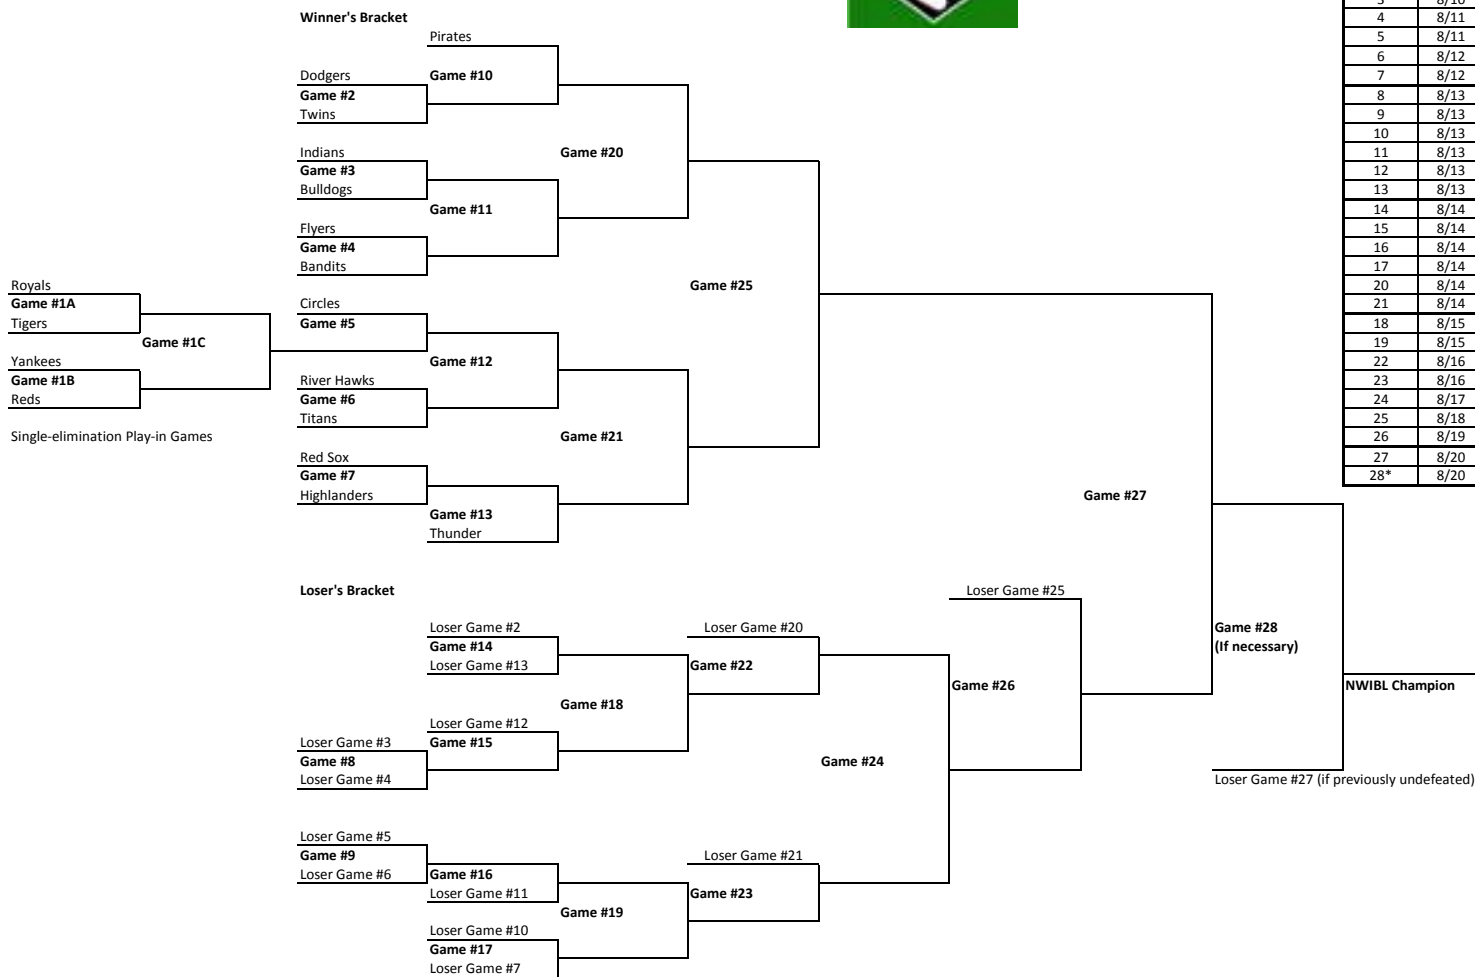 Winner's Bracket
Pirates
Dodgers
Game #10
Game #2
Twins
Indians
Game #20
Game #3
Bulldogs
Game #11
Flyers
Game #4
Bandits
Royals
Game #25
Game #1A
Circles
Tigers
Game #5
Game #1C
Yankees
Game #12
Game #1B
River Hawks
Reds
Game #6
Titans
Single-elimination Play-in Games
Game #21
Red Sox
Game #7
Highlanders
Game #27
Game #13
Thunder
Loser's Bracket
Loser Game #25
Loser Game #2
Loser Game #20
Game #28
Game #14
(If necessary)
Loser Game #13
Game #22
Game #26
NWIBL Champion
Game #18
Loser Game #12
Loser Game #3
Game #15
Game #8
Game #24
Loser Game #4
Loser Game #27 (if previously undefeated)
Loser Game #5
Game #9
Loser Game #21
Loser Game #6
Game #16
Loser Game #11
Game #23
Game #19
Loser Game #10
Game #17
Loser Game #7
4 8/11
5 8/11
6 8/12
7 8/12
8 8/13
9 8/13
10 8/13
11 8/13
12 8/13
13 8/13
14 8/14
15 8/14
16 8/14
17 8/14
20 8/14
21 8/14
18 8/15
19 8/15
22 8/16
23 8/16
24 8/17
25 8/18
26 8/19
27 8/20
28* 8/20